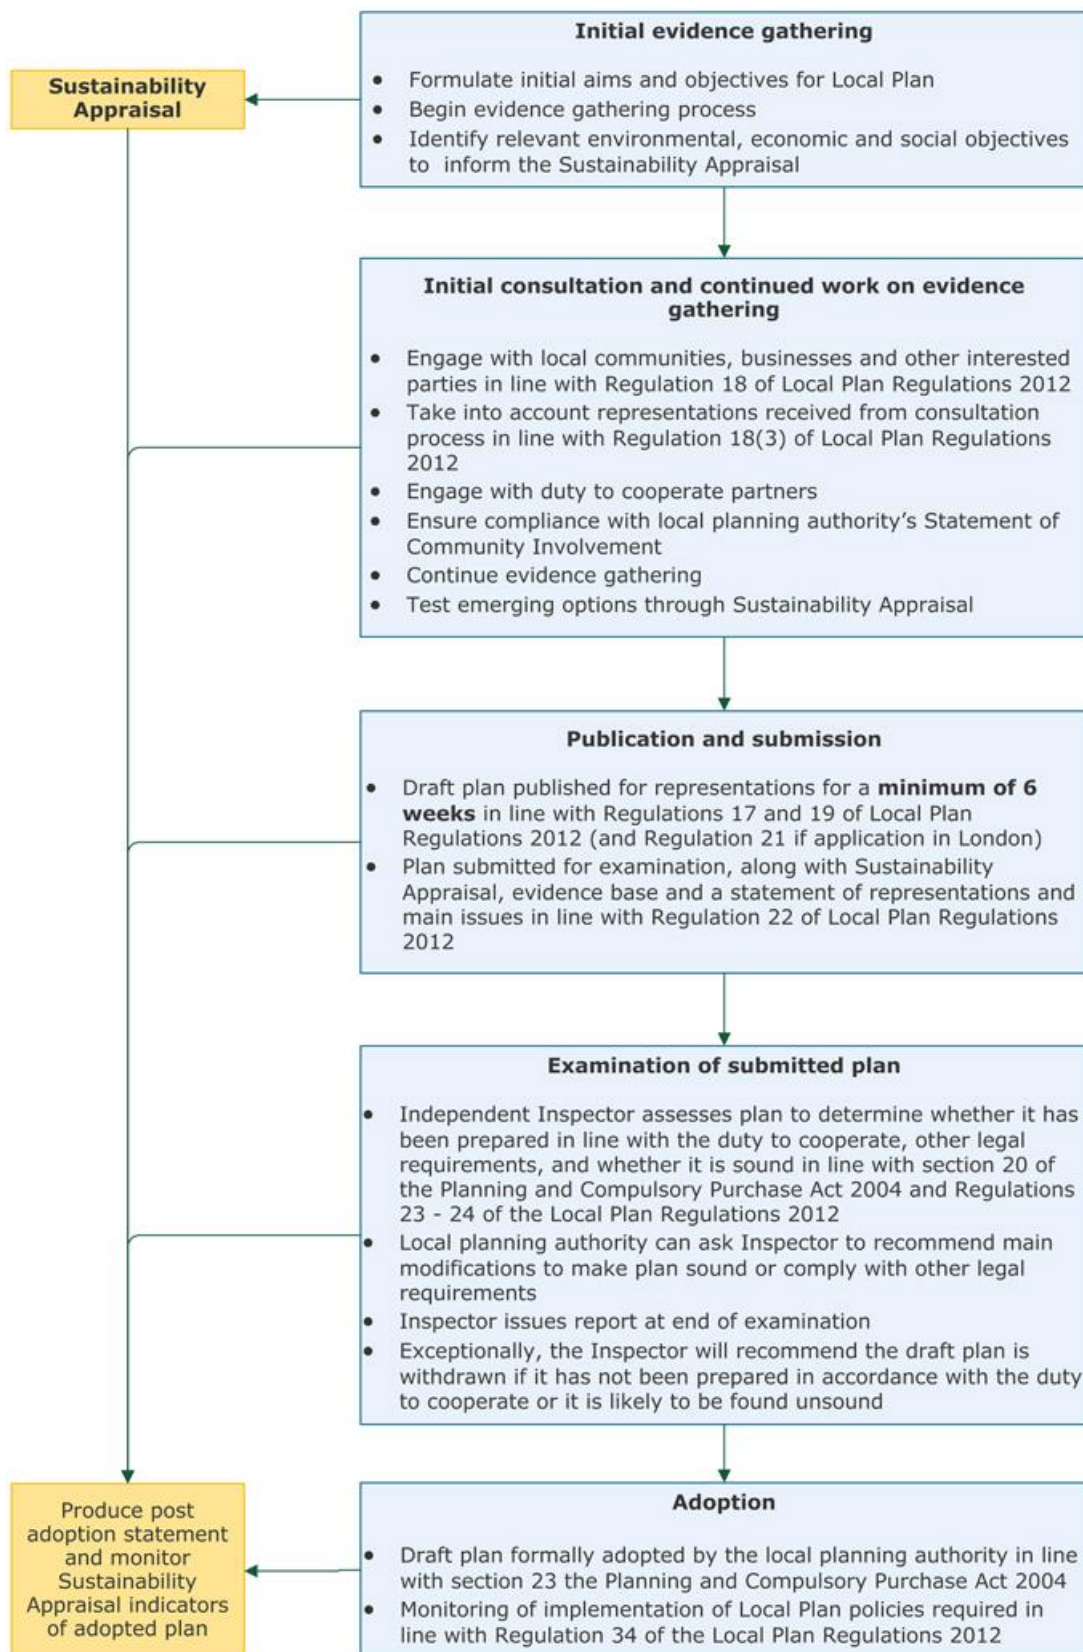 Initial evidence gathering
• Formulate initial aims and objectives for Local Plan
• Begin evidence gathering process
• Identify relevant environmental, economic and social objectives
to inform the Sustainability Appraisal
Sustainability
Appraisal
Initial consultation and continued work on evidence
gathering
• Engage with local communities, businesses and other interested
parties in line with Regulation 18 of Local Plan Regulations 2012
• Take into account representations received from consultation
process in line with Regulation 18(3) of Local Plan Regulations
2012
• Engage with duty to cooperate partners
• Ensure compliance with local planning authority’s Statement of
Community Involvement
• Continue evidence gathering
• Test emerging options through Sustainability Appraisal
Publication and submission
• Draft plan published for representations for a minimum of 6
weeks in line with Regulations 17 and 19 of Local Plan
Regulations 2012 (and Regulation 21 if application in London)
• Plan submitted for examination, along with Sustainability
Appraisal, evidence base and a statement of representations and
main issues in line with Regulation 22 of Local Plan Regulations
2012
Examination of submitted plan
• Independent Inspector assesses plan to determine whether it has
been prepared in line with the duty to cooperate, other legal
requirements, and whether it is sound in line with section 20 of
the Planning and Compulsory Purchase Act 2004 and Regulations
23 - 24 of the Local Plan Regulations 2012
• Local planning authority can ask Inspector to recommend main
modifications to make plan sound or comply with other legal
requirements
• Inspector issues report at end of examination
• Exceptionally, the Inspector will recommend the draft plan is
withdrawn if it has not been prepared in accordance with the duty
to cooperate or it is likely to be found unsound
Adoption
• Draft plan formally adopted by the local planning authority in line
with section 23 the Planning and Compulsory Purchase Act 2004
• Monitoring of implementation of Local Plan policies required in
line with Regulation 34 of the Local Plan Regulations 2012
Produce post
adoption statement
and monitor
Sustainability
Appraisal indicators
of adopted plan